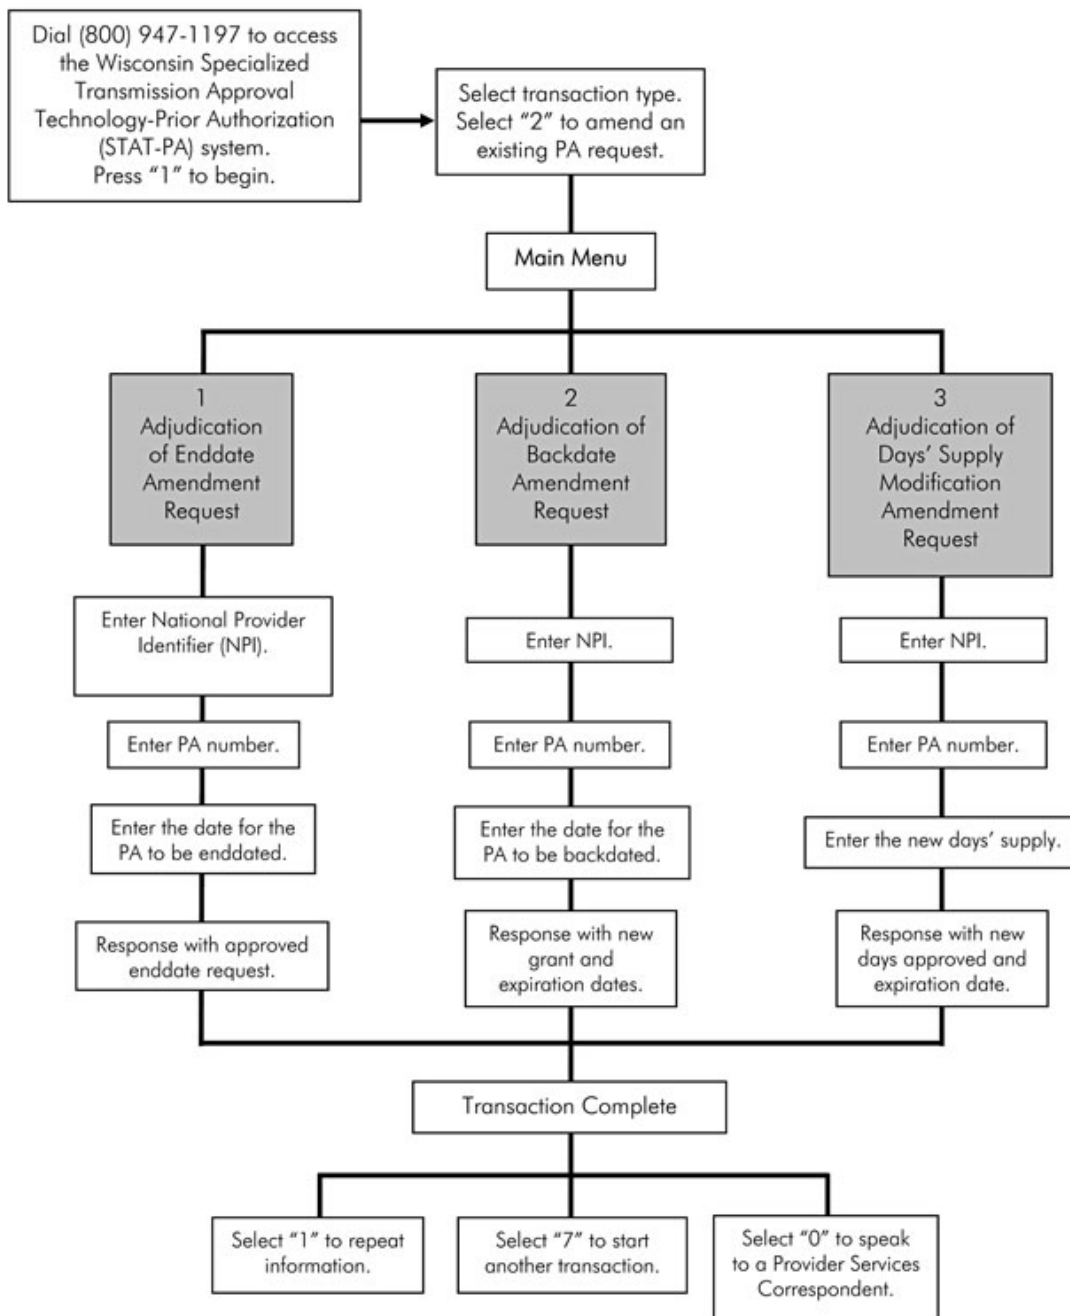 Dial (800) 947-1197 to access
the Wisconsin Specialized
Transmission Approval
Technology-Prior Authorization
(STAT-PA) system.
Press “1” to begin.
Select transaction type.
Select “2” to amend an
existing PA request.
Main Menu
1
Adjudication
of Enddate
Amendment
Request
2
Adjudication of
Backdate
Amendment
Request
3
Adjudication of
Days’ Supply
Modification
Amendment
Request
Enter National Provider
Identifier (NPI).
Enter NPI.
Enter NPI.
Enter PA number.
Enter PA number.
Enter PA number.
Enter the date for the
PA to be enddated.
Enter the date for the
PA to be backdated.
Enter the new days’ supply.
Response with approved
enddate request.
Response with new
grant and
expiration dates.
Response with new
days approved and
expiration date.
Transaction Complete
Select “1” to repeat
information.
Select “7” to start
another transaction.
Select “0” to speak
to a Provider Services
Correspondent.